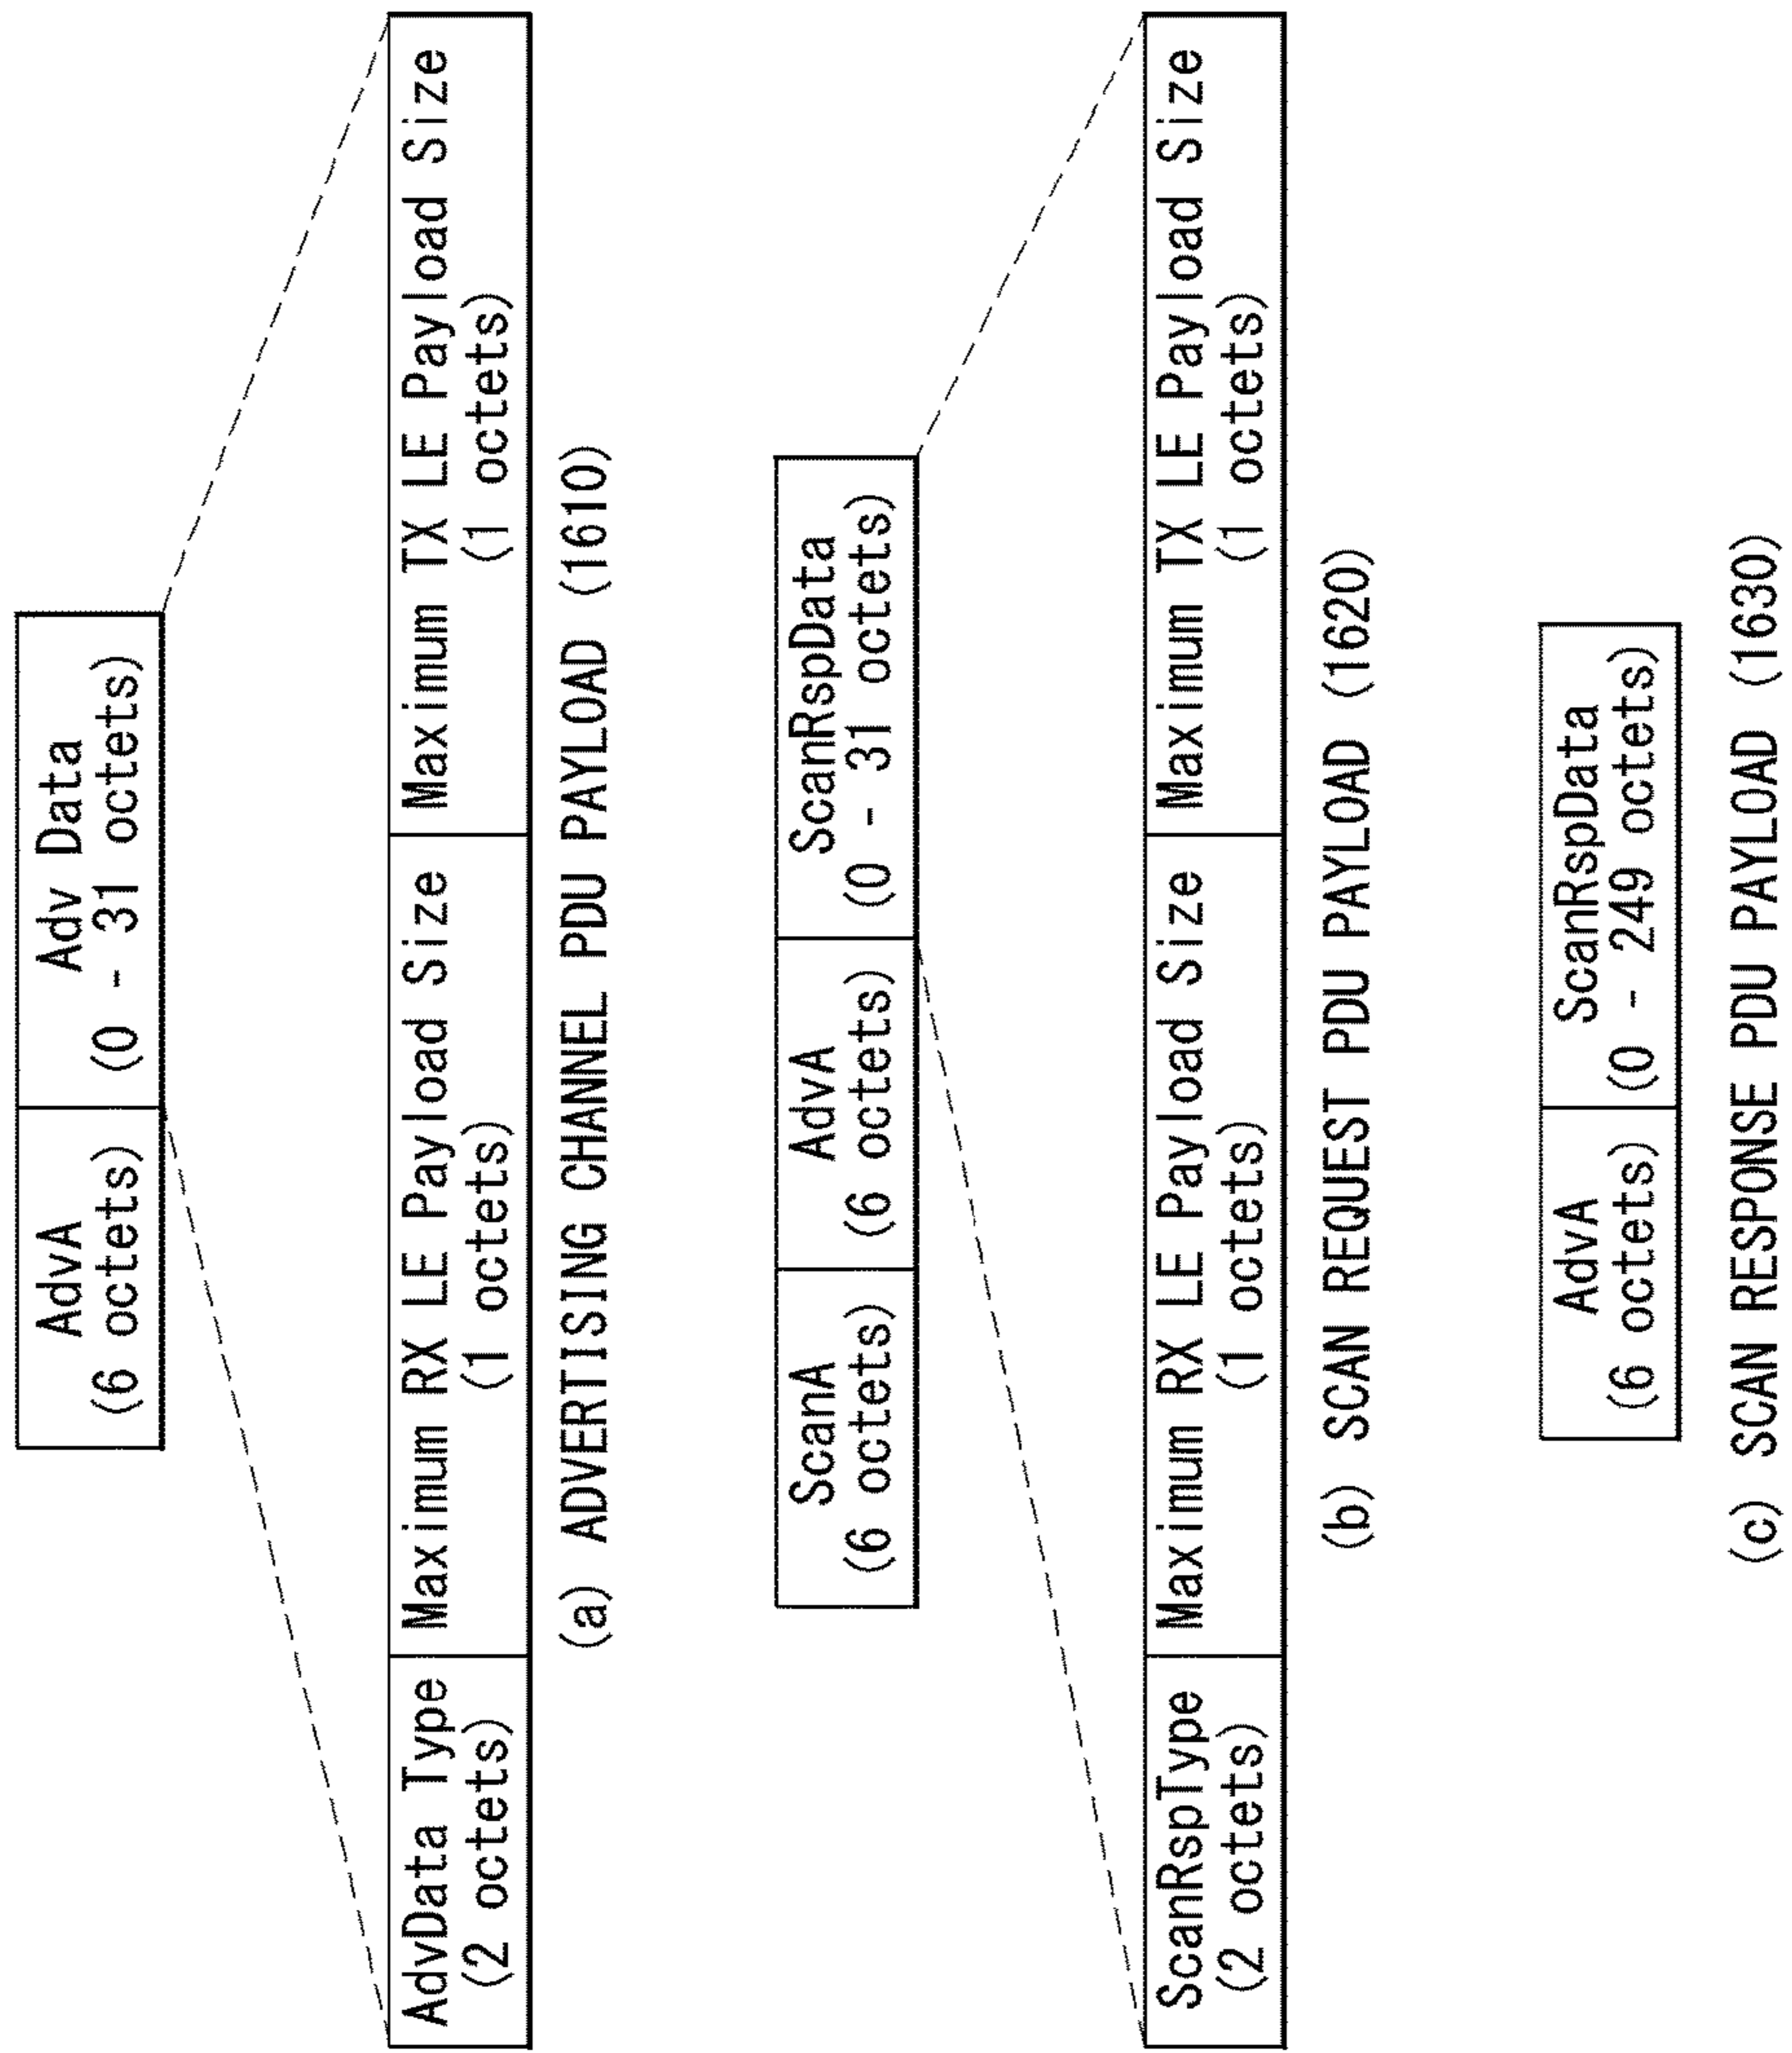 AdvA
(6 octets)
Adv Data
(0 - 31 octets)
AdvData Type
(2 octets)
Maximum RX LE Payload Size
(1 octets)
Maximum TX LE Payload Size
(1 octets)
(a) ADVERTISING CHANNEL PDU PAYLOAD (1610)
ScanA
(6 octets)
AdvA
(6 octets)
ScanRspData
(0 - 31 octets)
ScanRspType
(2 octets)
Maximum RX LE Payload Size
(1 octets)
Maximum TX LE Payload Size
(1 octets)
(b) SCAN REQUEST PDU PAYLOAD (1620)
AdvA
(6 octets)
ScanRspData
(0 - 249 octets)
(c) SCAN RESPONSE PDU PAYLOAD (1630)